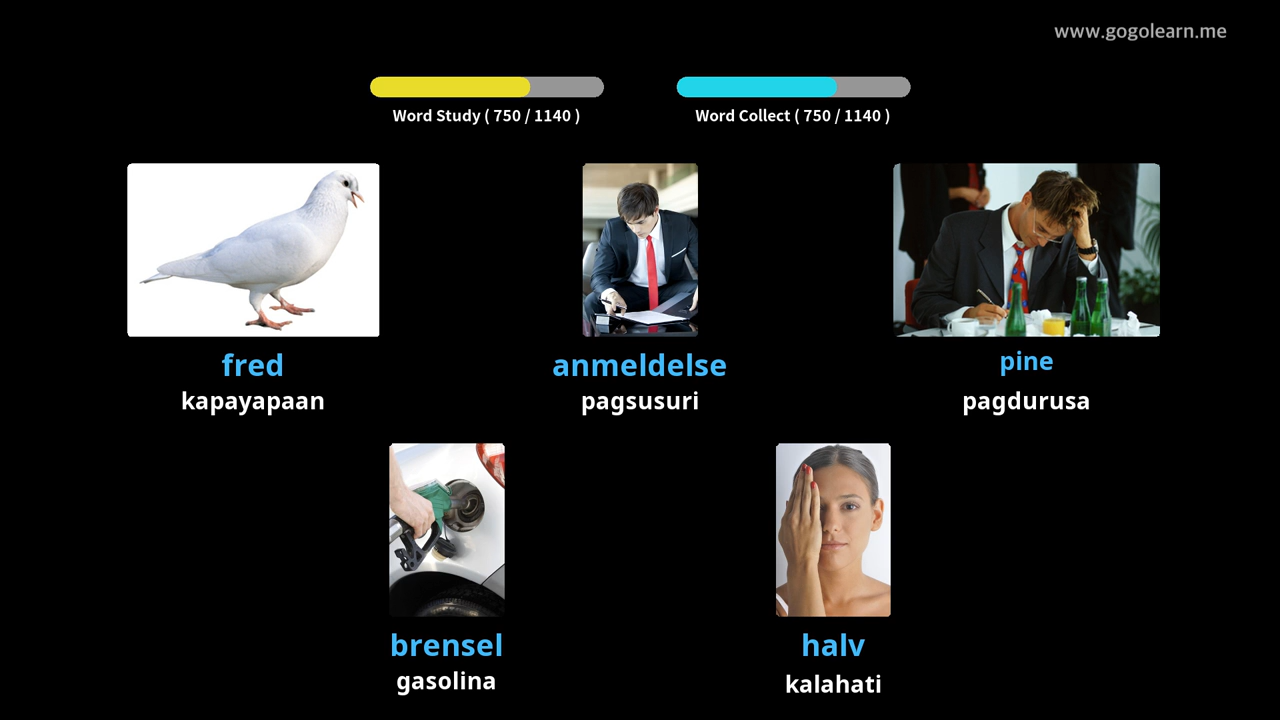 www.gogolearn.me
Word Study ( 750 / 1140 )
Word Collect ( 750 / 1140 )
fred
kapayapaan
anmeldelse
pagsusuri
pine
pagdurusa
brensel
gasolina
halv
kalahati